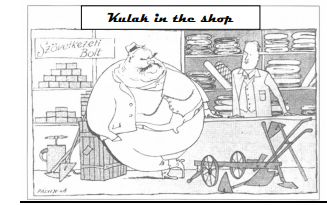 Kulak in the shop
Szövetkezeti
Bolt